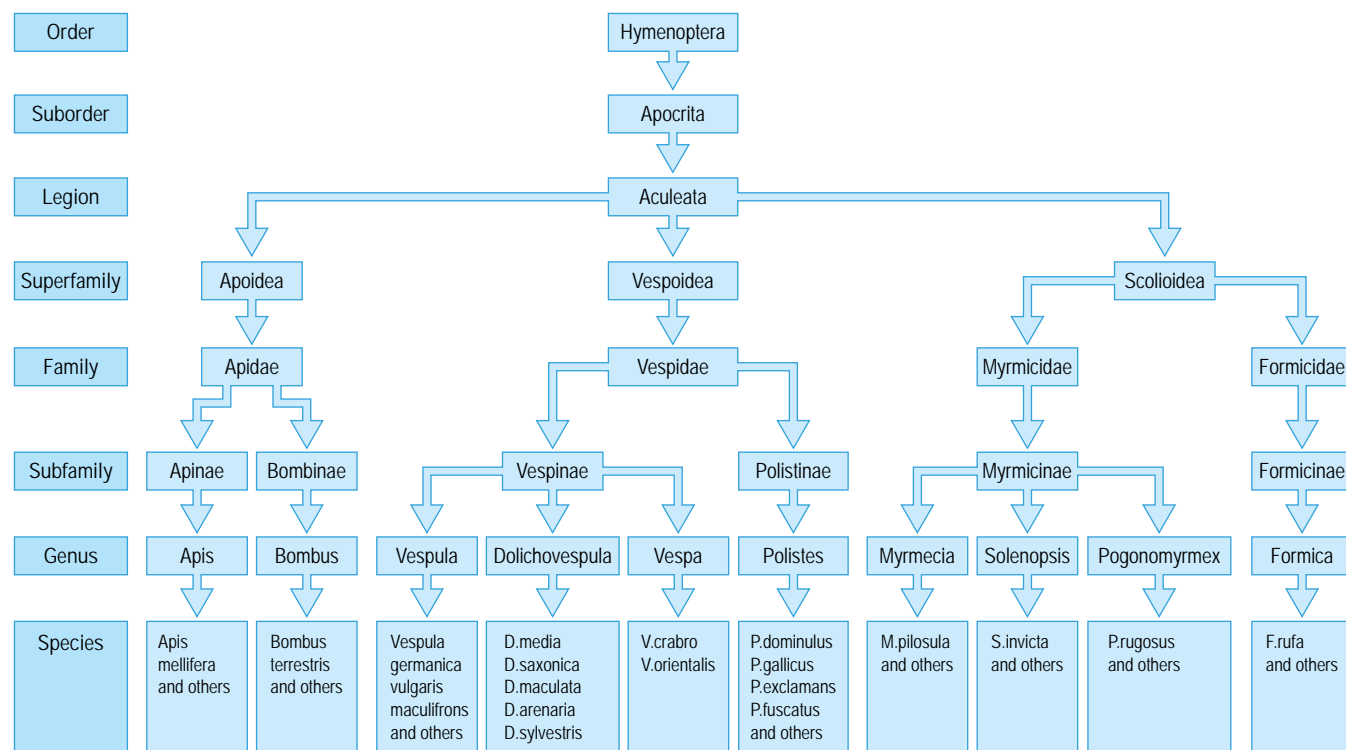 Order
Hymenoptera
Suborder
Apocrita
Legion
Aculeata
Superfamily
Apoidea
Vespoidea
Scolioidea
Family
Apidae
Vespidae
Myrmicidae
Formicidae
Subfamily
Apinae
Bombinae
Vespinae
Polistinae
Myrmicinae
Formicinae
Genus
Apis
Bombus
Vespula
Dolichovespula
Vespa
Polistes
Myrmecia
Solenopsis
Pogonomyrmex
Formica
Species
Apis
mellifera
and others
Bombus
terrestris
and others
Vespula
germanica
vulgaris
maculifrons
and others
D.media
D.saxonica
D.maculata
D.arenaria
D.sylvestris
V.crabro
V.orientalis
P.dominulus
P.gallicus
P.exclamans
P.fuscatus
and others
M.pilosula
and others
S.invicta
and others
P.rugosus
and others
F.rufa
and others